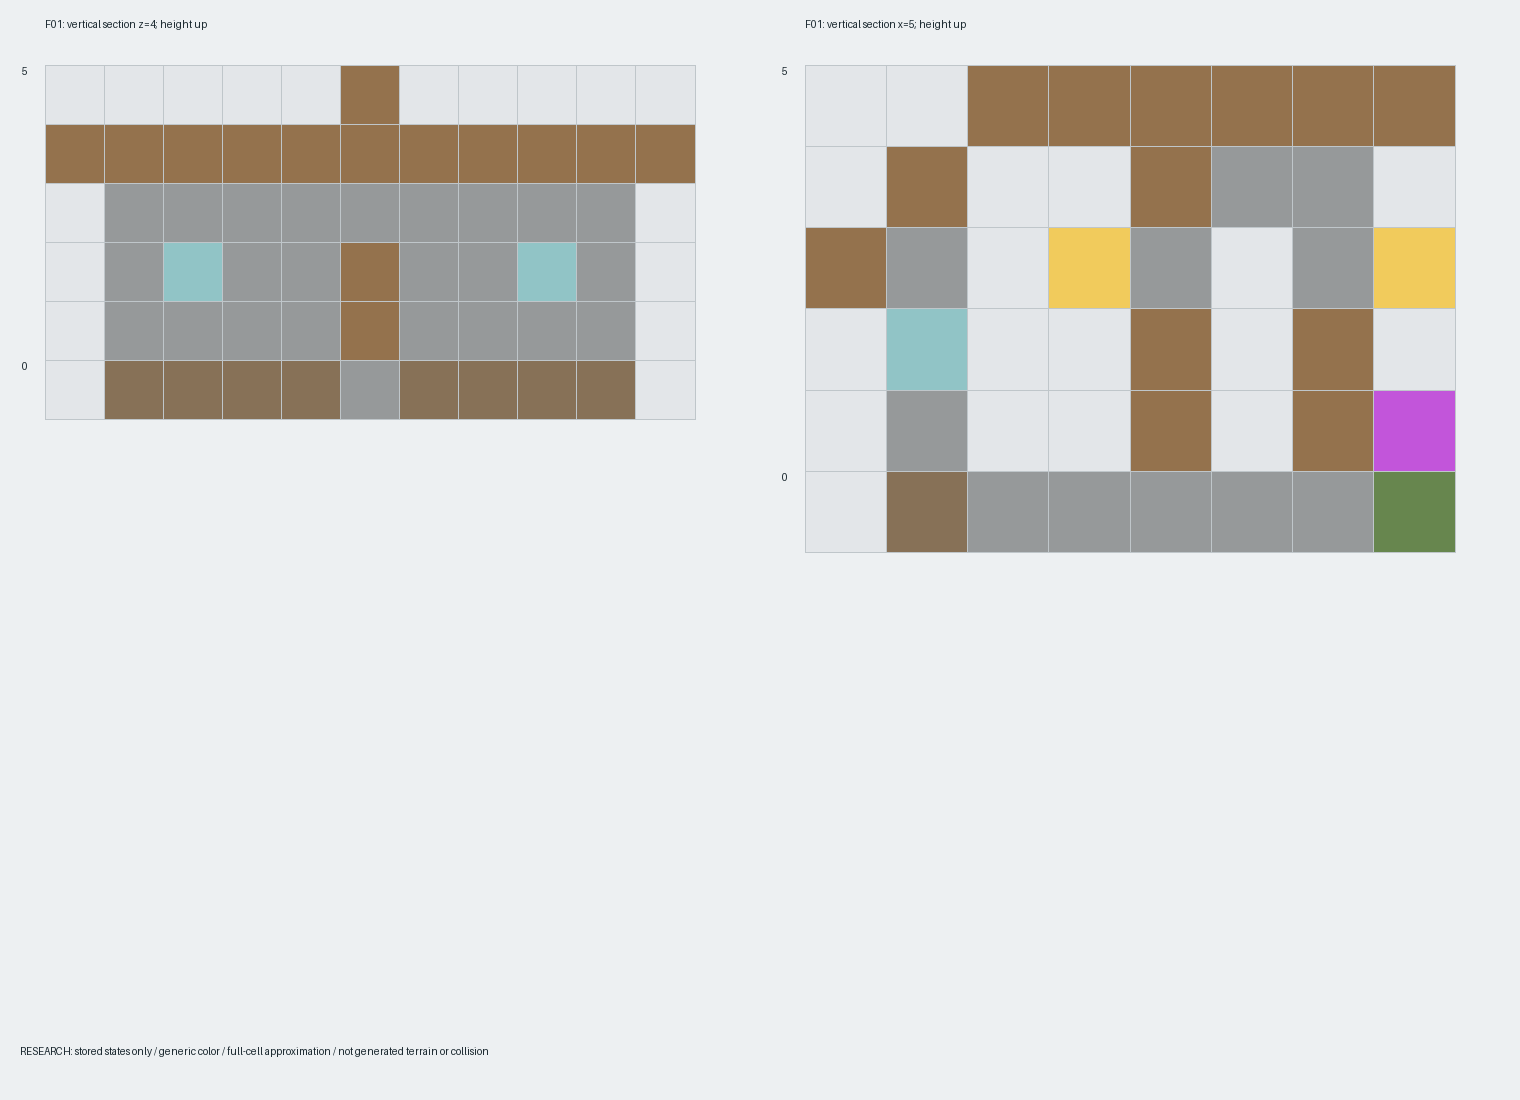 F01: vertical section z=4; height up
5
0
F01: vertical section x=5; height up
5
0
RESEARCH: stored states only / generic color / full-cell approximation / not generated terrain or collision